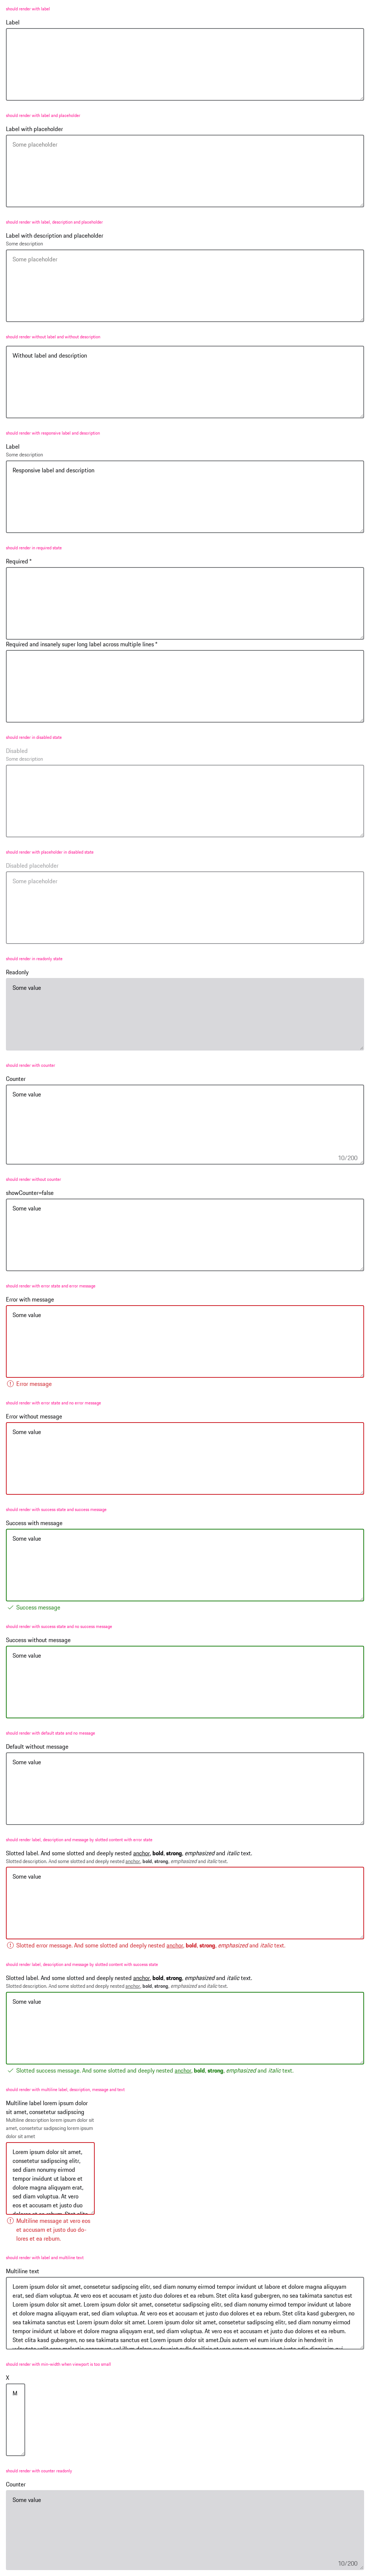 should render with label
Label
should render with label and placeholder
Label with placeholder
Some placeholder
should render with label, description and placeholder
Label with description and placeholder
Some description
Some placeholder
should render without label and without description
Without label and description
should render with responsive label and description
Label
Some description
Responsive label and description
should render in required state
Required *
Required and insanely super long label across multiple lines *
should render in disabled state
Disabled
Some description
should render with placeholder in disabled state
Disabled placeholder
Some placeholder
should render in readonly state
Readonly
Some value
should render with counter
Counter
Some value
10/200
should render without counter
showCounter=false
Some value
should render with error state and error message
Error with message
Some value
Error message
should render with error state and no error message
Error without message
Some value
should render with success state and success message
Success with message
Some value
Success message
should render with success state and no success message
Success without message
Some value
should render with default state and no message
Default without message
Some value
should render label, description and message by slotted content with error state
Slotted label. And some slotted and deeply nested anchor, bold, strong, emphasized and italic text.
Slotted description. And some slotted and deeply nested anchor, bold, strong, emphasized and italic text.
Some value
Slotted error message. And some slotted and deeply nested anchor, bold, strong, emphasized and italic text.
should render label, description and message by slotted content with success state
Slotted label. And some slotted and deeply nested anchor, bold, strong, emphasized and italic text.
Slotted description. And some slotted and deeply nested anchor, bold, strong, emphasized and italic text.
Some value
Slotted success message. And some slotted and deeply nested anchor, bold, strong, emphasized and italic text.
should render with multiline label, description, message and text
Multiline label lorem ipsum dolor
sit amet, consetetur sadipscing
Multiline description lorem ipsum dolor sit
amet, consetetur sadipscing lorem ipsum
dolor sit amet
Lorem ipsum dolor sit amet,
consetetur sadipscing elitr,
sed diam nonumy eirmod
tempor invidunt ut labore et
dolore magna aliquyam erat,
sed diam voluptua. At vero
eos et accusam et justo duo
dolores et ea rebum. Stet clita
Multiline message at vero eos
et accusam et justo duo do-
lores et ea rebum.
should render with label and multiline text
Multiline text
Lorem ipsum dolor sit amet, consetetur sadipscing elitr, sed diam nonumy eirmod tempor invidunt ut labore et dolore magna aliquyam
erat, sed diam voluptua. At vero eos et accusam et justo duo dolores et ea rebum. Stet clita kasd gubergren, no sea takimata sanctus est
Lorem ipsum dolor sit amet. Lorem ipsum dolor sit amet, consetetur sadipscing elitr, sed diam nonumy eirmod tempor invidunt ut labore
et dolore magna aliquyam erat, sed diam voluptua. At vero eos et accusam et justo duo dolores et ea rebum. Stet clita kasd gubergren, no
sea takimata sanctus est Lorem ipsum dolor sit amet. Lorem ipsum dolor sit amet, consetetur sadipscing elitr, sed diam nonumy eirmod
tempor invidunt ut labore et dolore magna aliquyam erat, sed diam voluptua. At vero eos et accusam et justo duo dolores et ea rebum.
Stet clita kasd gubergren, no sea takimata sanctus est Lorem ipsum dolor sit amet.Duis autem vel eum iriure dolor in hendrerit in
should render with min-width when viewport is too small
X
M
should render with counter readonly
Counter
Some value
10/200